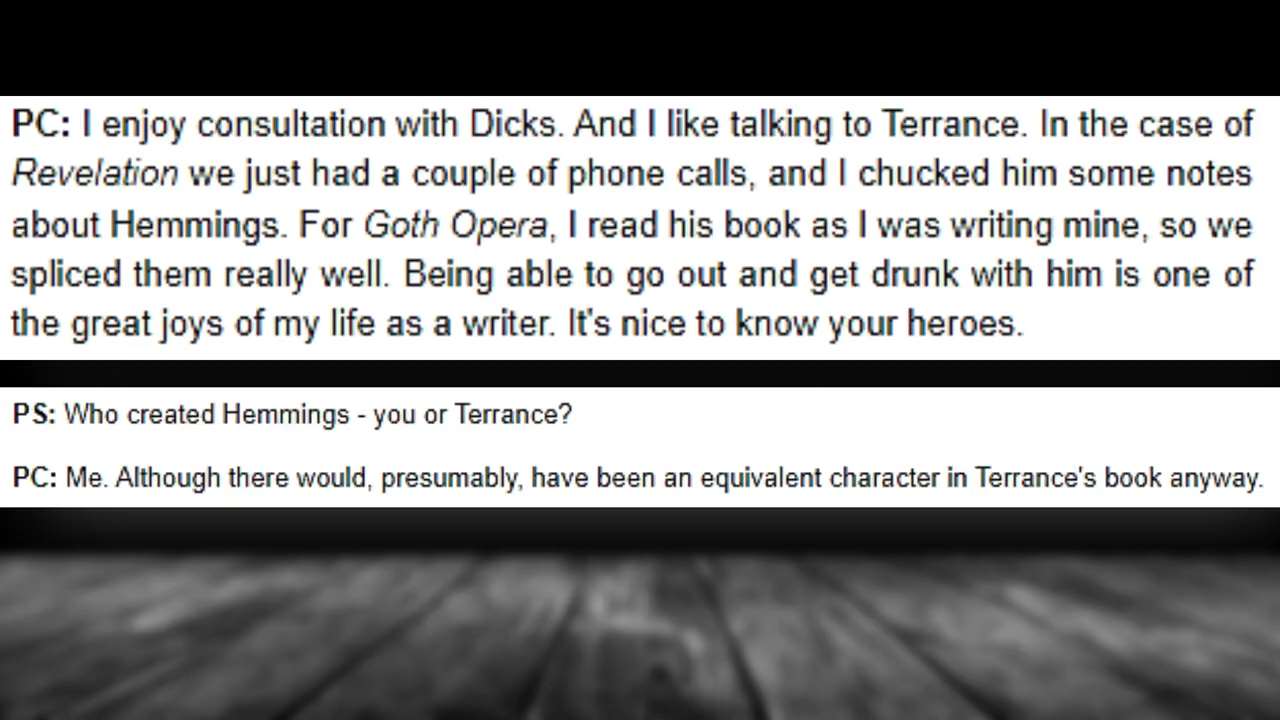 PC: I enjoy consultation with Dicks. And I like talking to Terrance. In the case of
Revelation we just had a couple of phone calls, and I chucked him some notes
about Hemmings. For Goth Opera, I read his book as I was writing mine, so we
spliced them really well. Being able to go out and get drunk with him is one of
the great joys of my life as a writer. It's nice to know your heroes.
PS: Who created Hemmings - you or Terrance?
PC: Me. Although there would, presumably, have been an equivalent character in Terrance's book anyway.